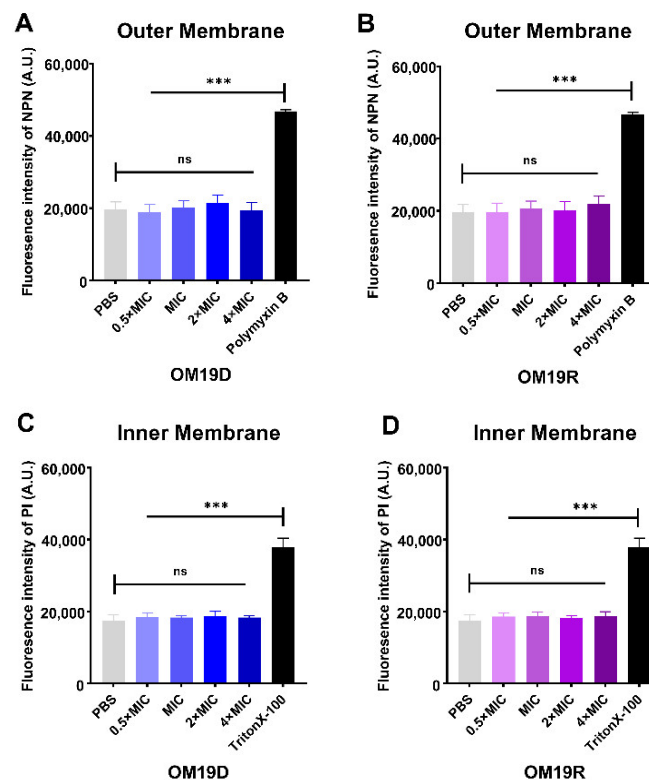 A
Outer Membrane
Fluoresence intensity of NPN (A.U.)
60,000
40,000
20,000
0
***
ns
PBS
0.5×MIC
MIC
2×MIC
4×MIC
Polymyxin B
OM19D
B
Outer Membrane
Fluoresence intensity of NPN (A.U.)
60,000
40,000
20,000
0
***
ns
PBS
0.5×MIC
MIC
2×MIC
4×MIC
Polymyxin B
OM19R
C
Inner Membrane
Fluoresence intensity of PI (A.U.)
60,000
40,000
20,000
0
***
ns
PBS
0.5×MIC
MIC
2×MIC
4×MIC
TritonX-100
OM19D
D
Inner Membrane
Fluoresence intensity of PI (A.U.)
60,000
40,000
20,000
0
***
ns
PBS
0.5×MIC
MIC
2×MIC
4×MIC
TritonX-100
OM19R